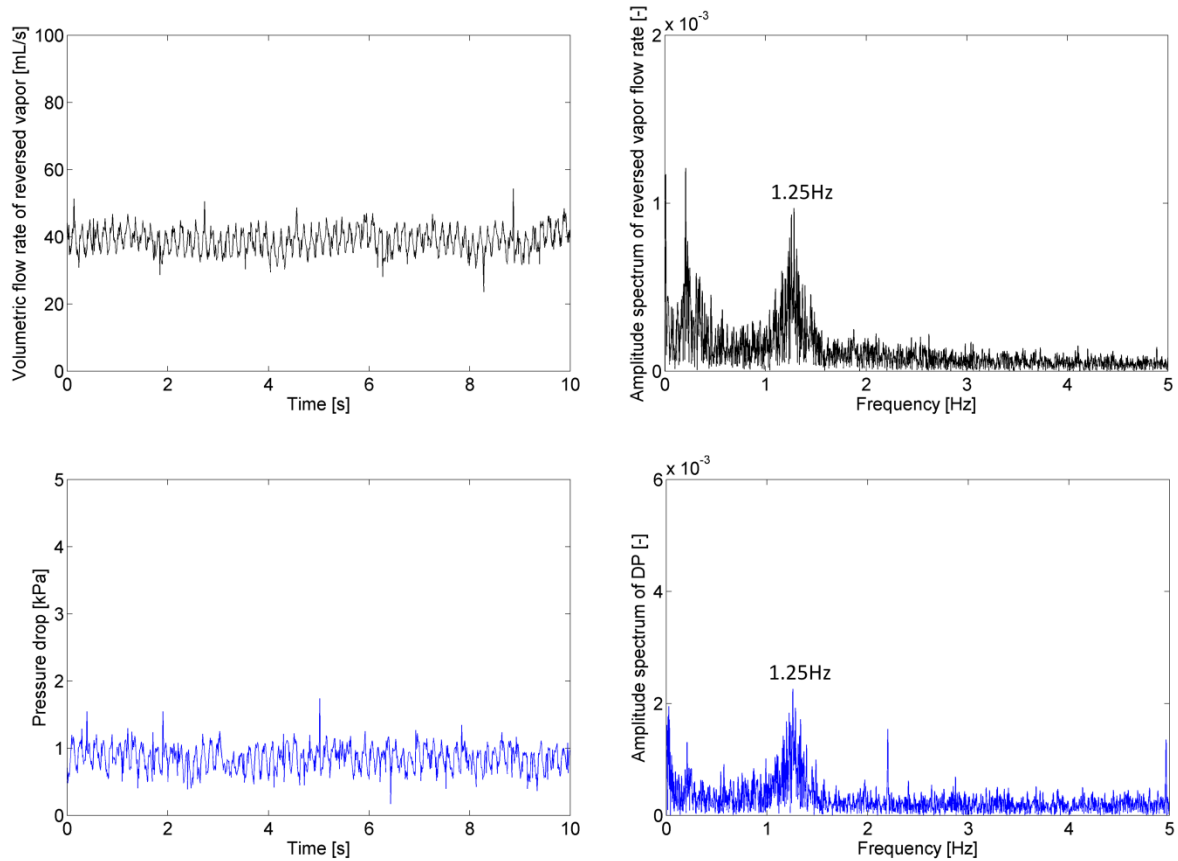 Volumetric flow rate of reversed vapor [mL/s]
100
80
60
40
20
0
0 2 4 6 8 10
Time [s]
Amplitude spectrum of reversed vapor flow rate [-]
x 10⁻³
2
1
0
1.25Hz
0 1 2 3 4 5
Frequency [Hz]
Pressure drop [kPa]
5
4
3
2
1
0
0 2 4 6 8 10
Time [s]
Amplitude spectrum of DP [-]
x 10⁻³
6
4
2
0
1.25Hz
0 1 2 3 4 5
Frequency [Hz]